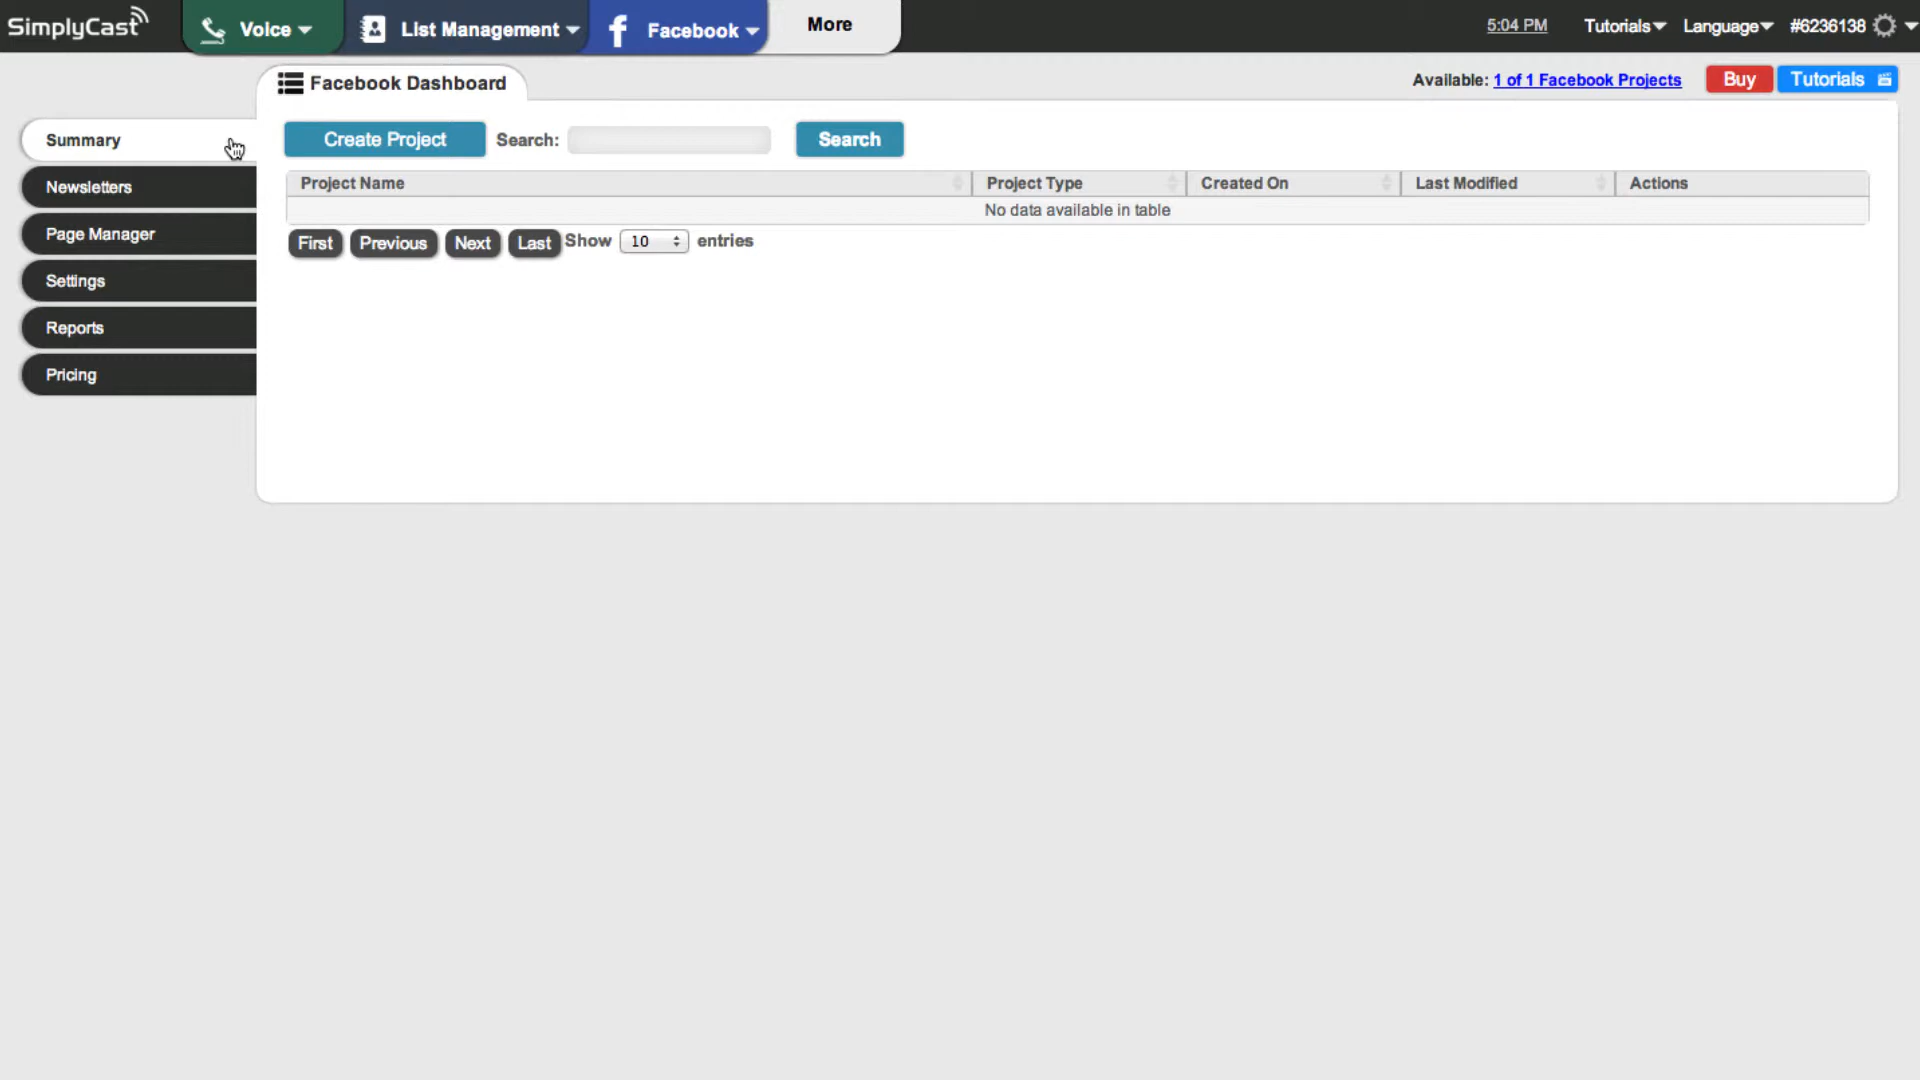 SimplyCast Voice List Management Facebook More 5:04 PM Tutorials Language #6236138
Facebook Dashboard Available: 1 of 1 Facebook Projects Buy Tutorials
Summary Create Project Search: Search
Newsletters Project Name Project Type Created On Last Modified Actions
No data available in table
Page Manager First Previous Next Last Show 10 entries
Settings
Reports
Pricing